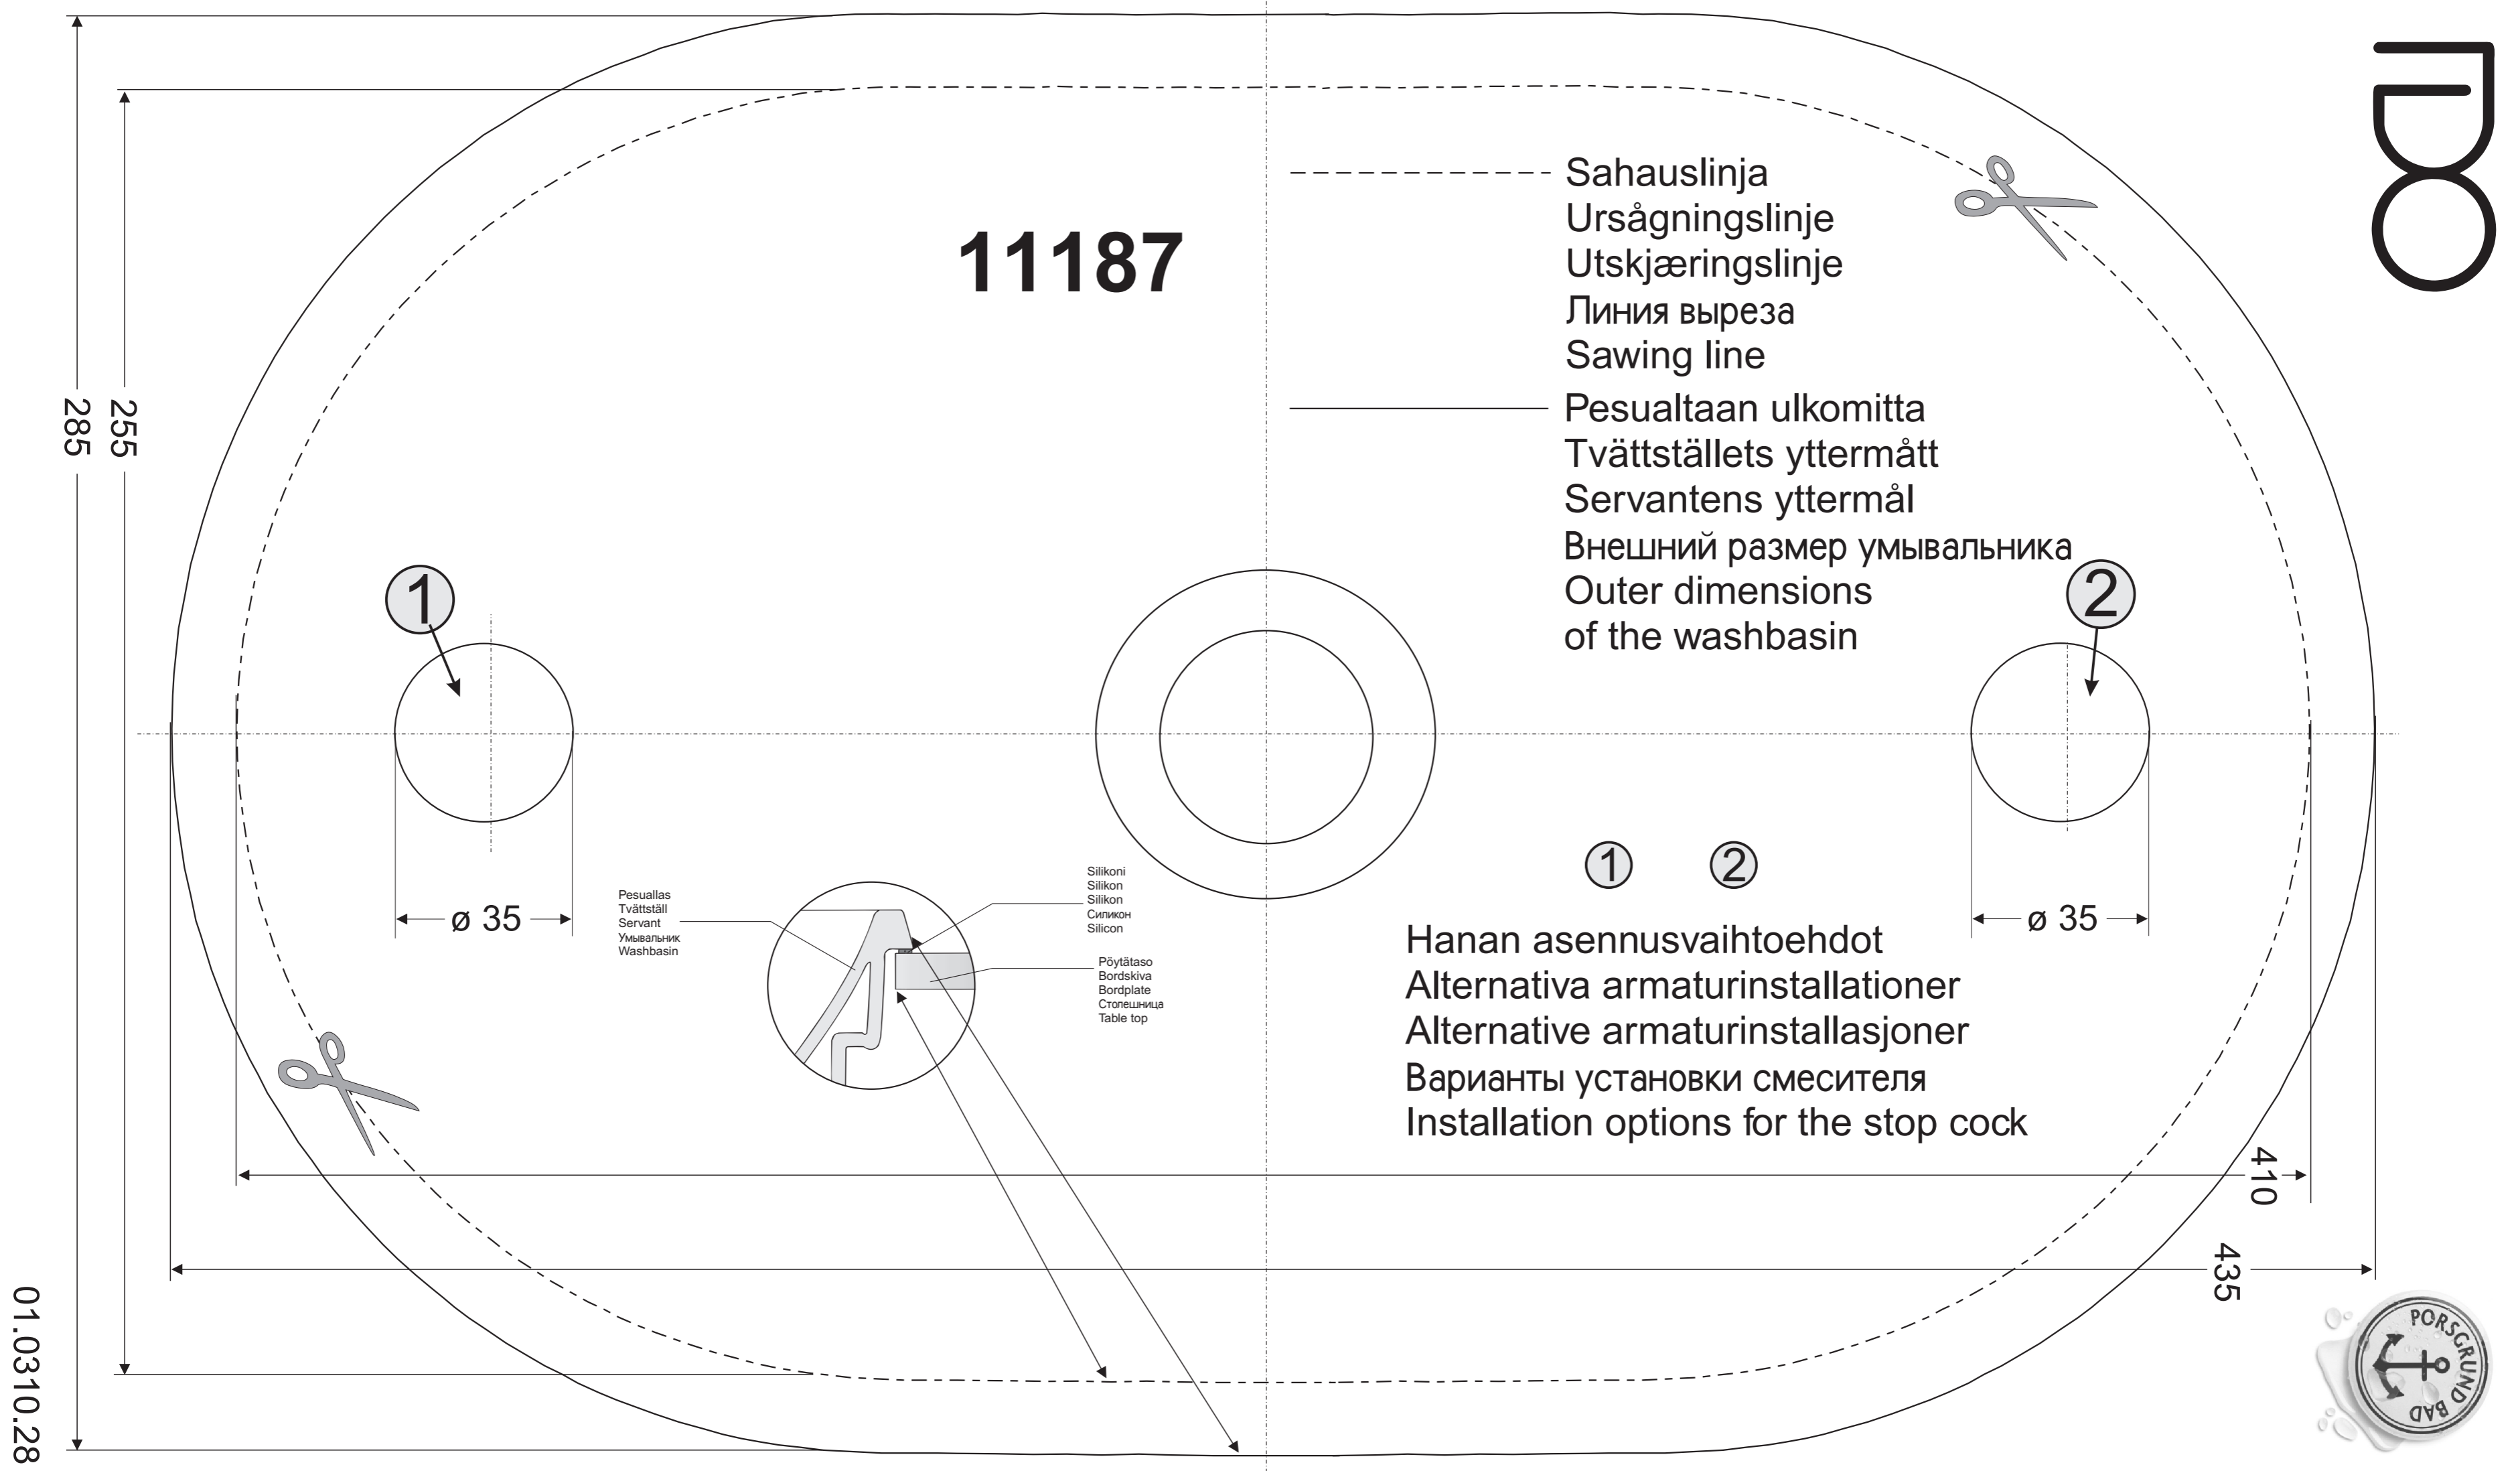 IDO
11187
Sahauslinja
Ursågningslinje
Utskjæringslinje
Линия выреза
Sawing line
Pesualtaan ulkomitta
Tvättställets yttermått
Servantens yttermål
Внешний размер умывальника
Outer dimensions
of the washbasin
285
255
1
2
ø 35
Pesuallas
Tvättställ
Servant
Умывальник
Washbasin
Silikoni
Silikon
Silikon
Силикон
Silicon
Pöytätaso
Bordskiva
Bordplate
Столешница
Table top
1 2
Hanan asennusvaihtoehdot
Alternativa armaturinstallationer
Alternative armaturinstallasjoner
Варианты установки смесителя
Installation options for the stop cock
ø 35
410
435
01.0310.28
PORSGRUND BAD